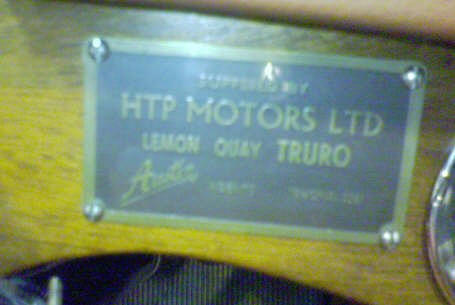 SUPPLIED BY
HTP MOTORS LTD
LEMON QUAY TRURO
Austin